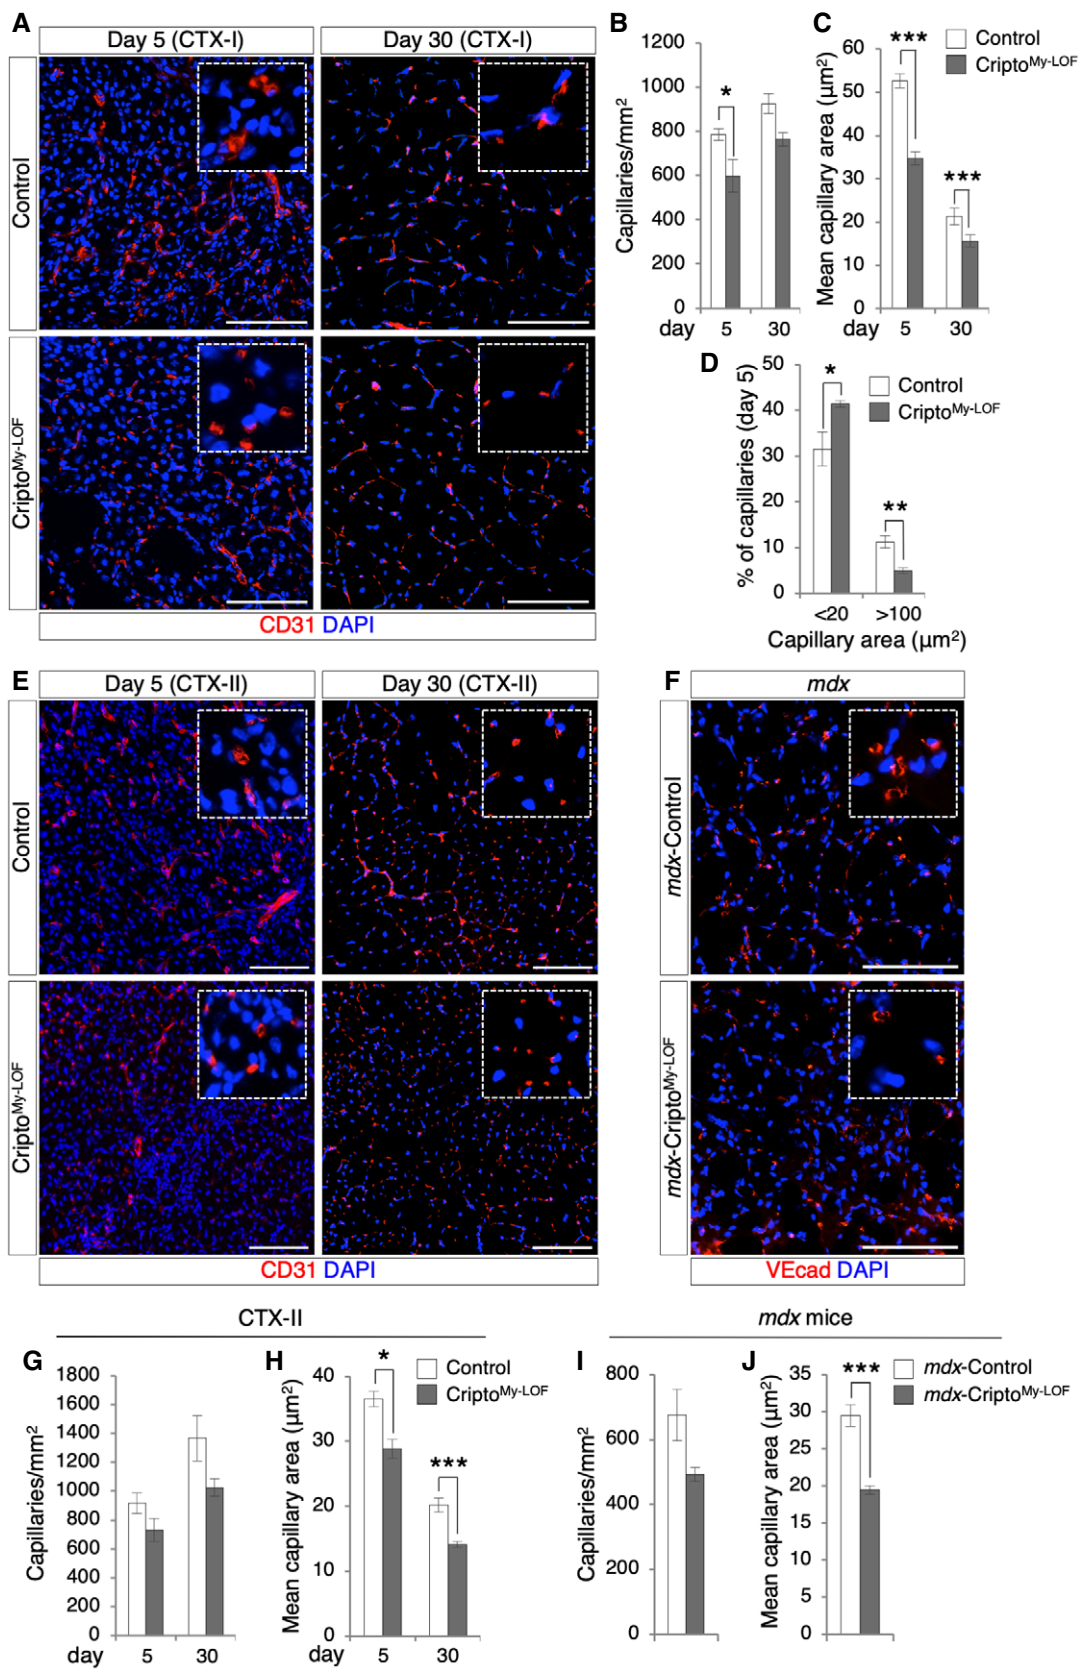 A
Day 5 (CTX-I)
Day 30 (CTX-I)
Control
Cripto^My-LOF
CD31 DAPI
B
Capillaries/mm²
1200
1000
800
600
400
200
0
*
day 5 30
C
Mean capillary area (µm²)
60
50
40
30
20
10
0
***
***
day 5 30
Control
Cripto^My-LOF
D
% of capillaries (day 5)
50
40
30
20
10
0
*
**
<20 >100
Capillary area (µm²)
Control
Cripto^My-LOF
E
Day 5 (CTX-II)
Day 30 (CTX-II)
Control
Cripto^My-LOF
CD31 DAPI
F
mdx
mdx-Control
mdx-Cripto^My-LOF
VEcad DAPI
CTX-II
G
Capillaries/mm²
1800
1600
1400
1200
1000
800
600
400
200
0
day 5 30
H
Mean capillary area (µm²)
40
30
20
10
0
*
***
day 5 30
Control
Cripto^My-LOF
mdx mice
I
Capillaries/mm²
800
600
400
200
0
J
Mean capillary area (µm²)
35
30
25
20
15
10
5
0
***
mdx-Control
mdx-Cripto^My-LOF